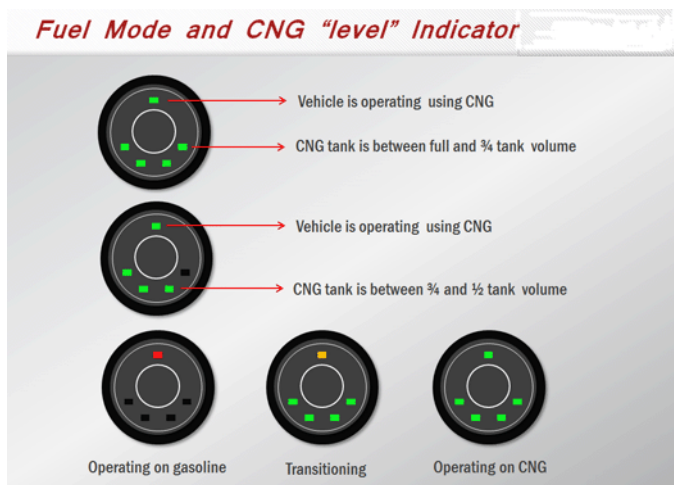 Fuel Mode and CNG “level” Indicator
Vehicle is operating using CNG
CNG tank is between full and ¾ tank volume
Vehicle is operating using CNG
CNG tank is between ¾ and ½ tank volume
Operating on gasoline
Transitioning
Operating on CNG